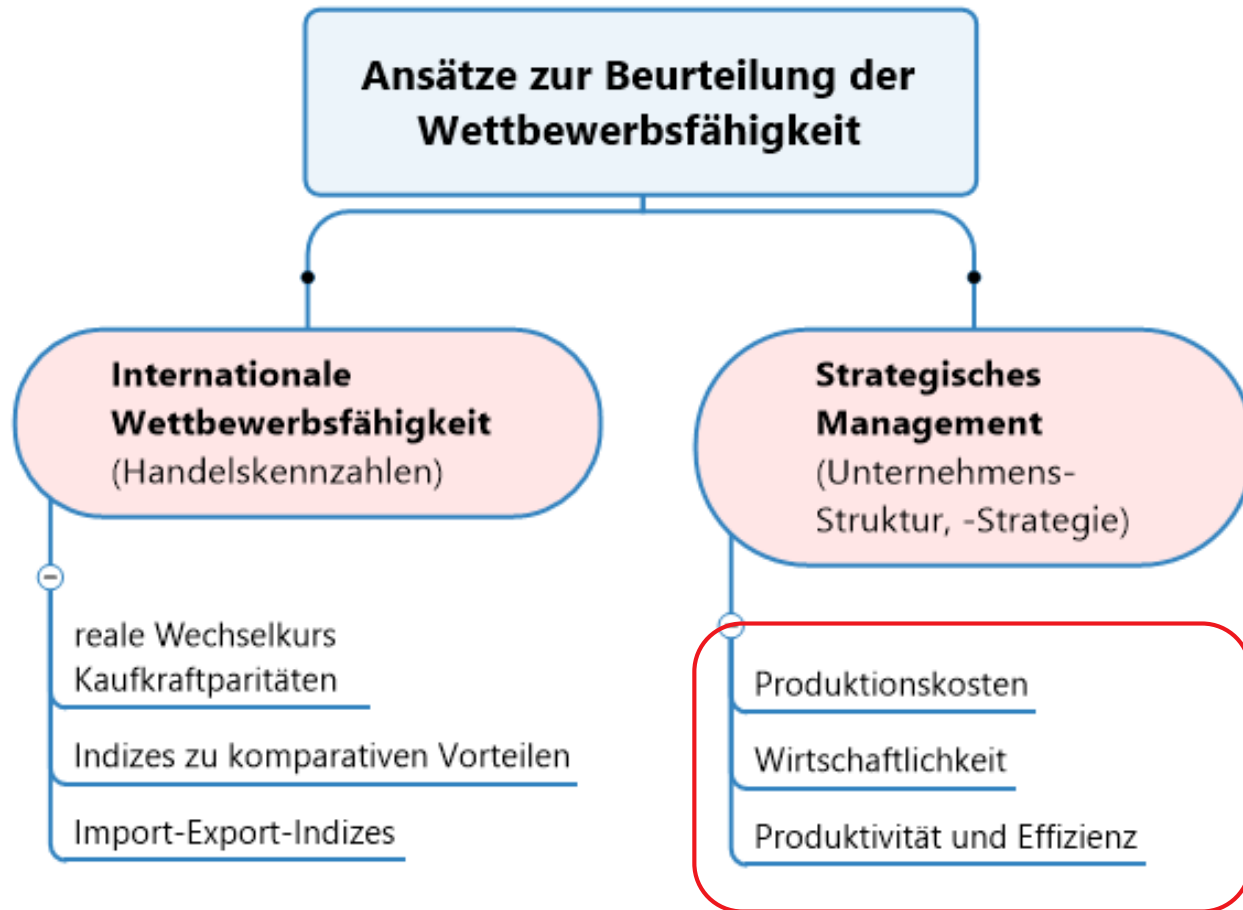 Ansätze zur Beurteilung der
Wettbewerbsfähigkeit
Internationale
Wettbewerbsfähigkeit
(Handelskennzahlen)
reale Wechselkurs
Kaufkraftparitäten
Indizes zu komparativen Vorteilen
Import-Export-Indizes
Strategisches
Management
(Unternehmens-
Struktur, -Strategie)
Produktionskosten
Wirtschaftlichkeit
Produktivität und Effizienz